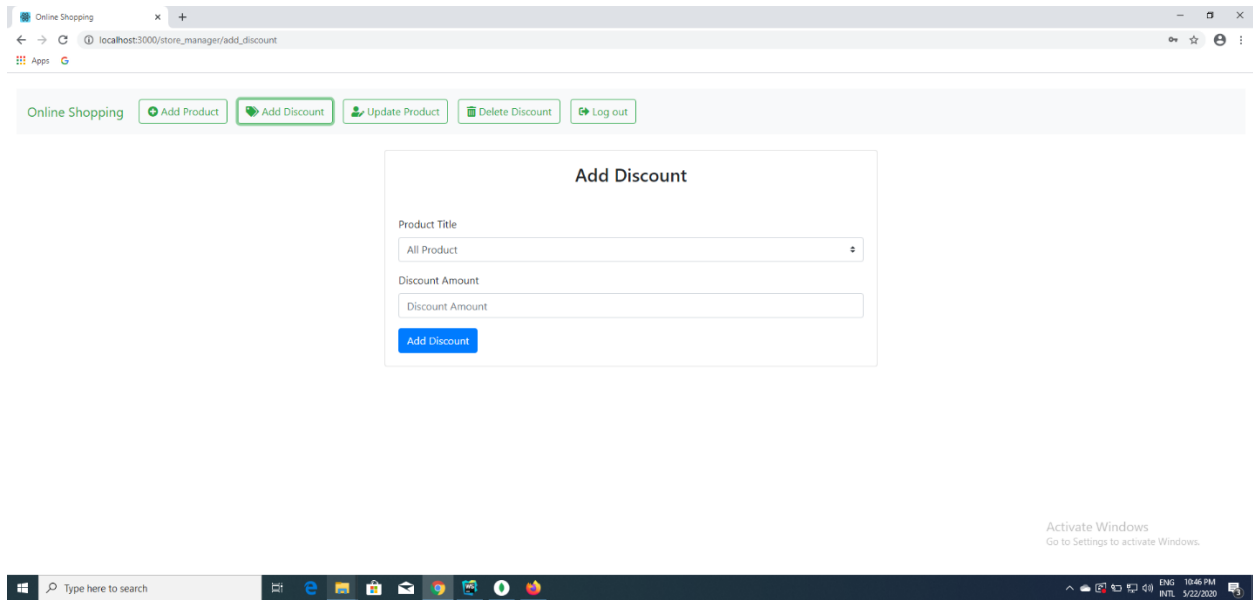 Online Shopping
localhost:3000/store_manager/add_discount
Apps
Online Shopping Add Product Add Discount Update Product Delete Discount Log out
Add Discount
Product Title
All Product
Discount Amount
Discount Amount
Add Discount
Activate Windows
Go to Settings to activate Windows.
Type here to search
ENG 10:46 PM
INTL 5/22/2020